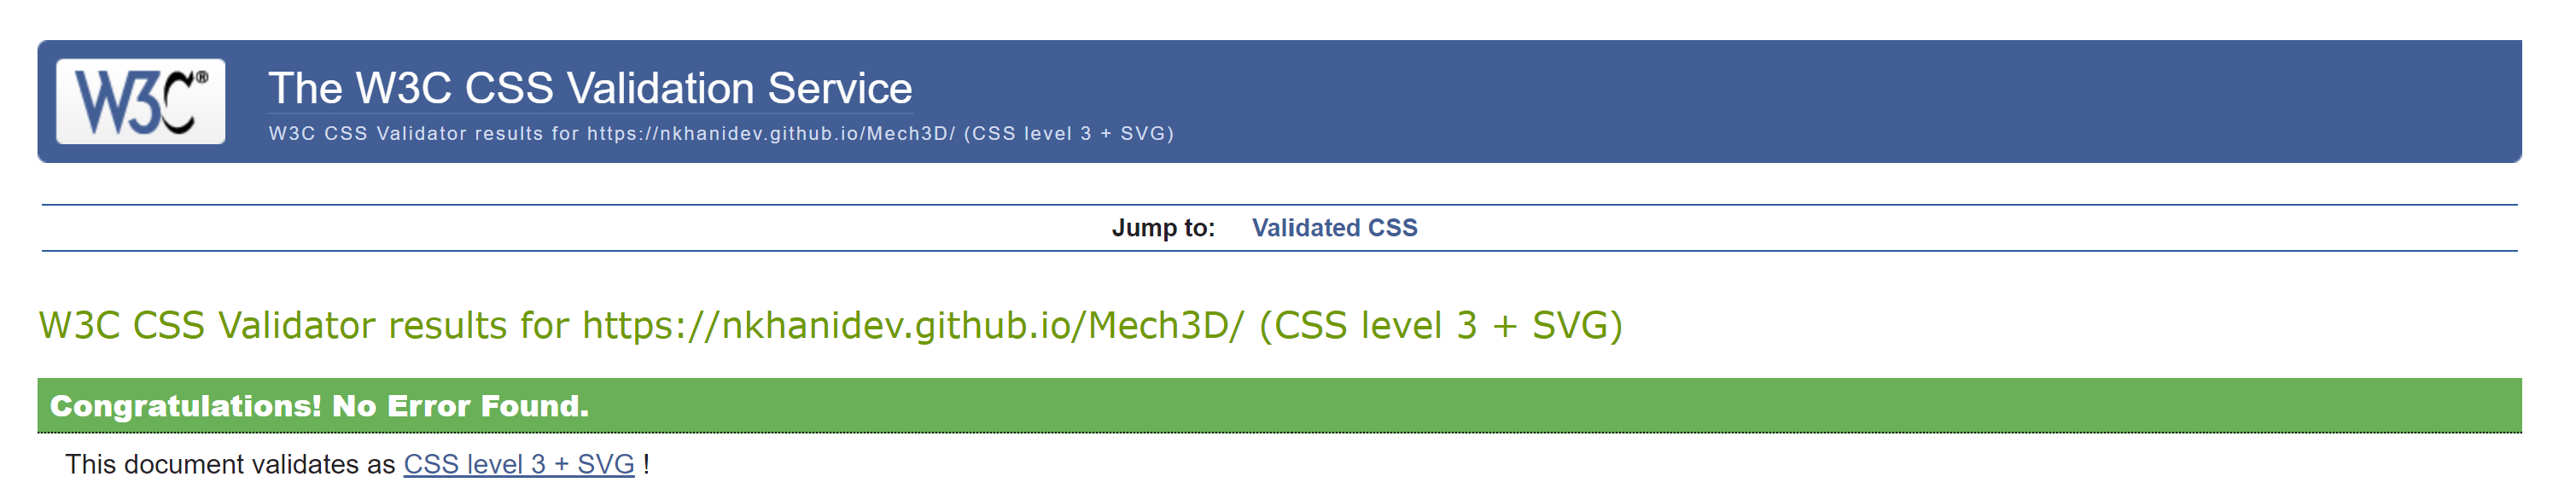 W3C®
The W3C CSS Validation Service
W3C CSS Validator results for https://nkhanidev.github.io/Mech3D/ (CSS level 3 + SVG)
Jump to: Validated CSS
W3C CSS Validator results for https://nkhanidev.github.io/Mech3D/ (CSS level 3 + SVG)
Congratulations! No Error Found.
This document validates as CSS level 3 + SVG !